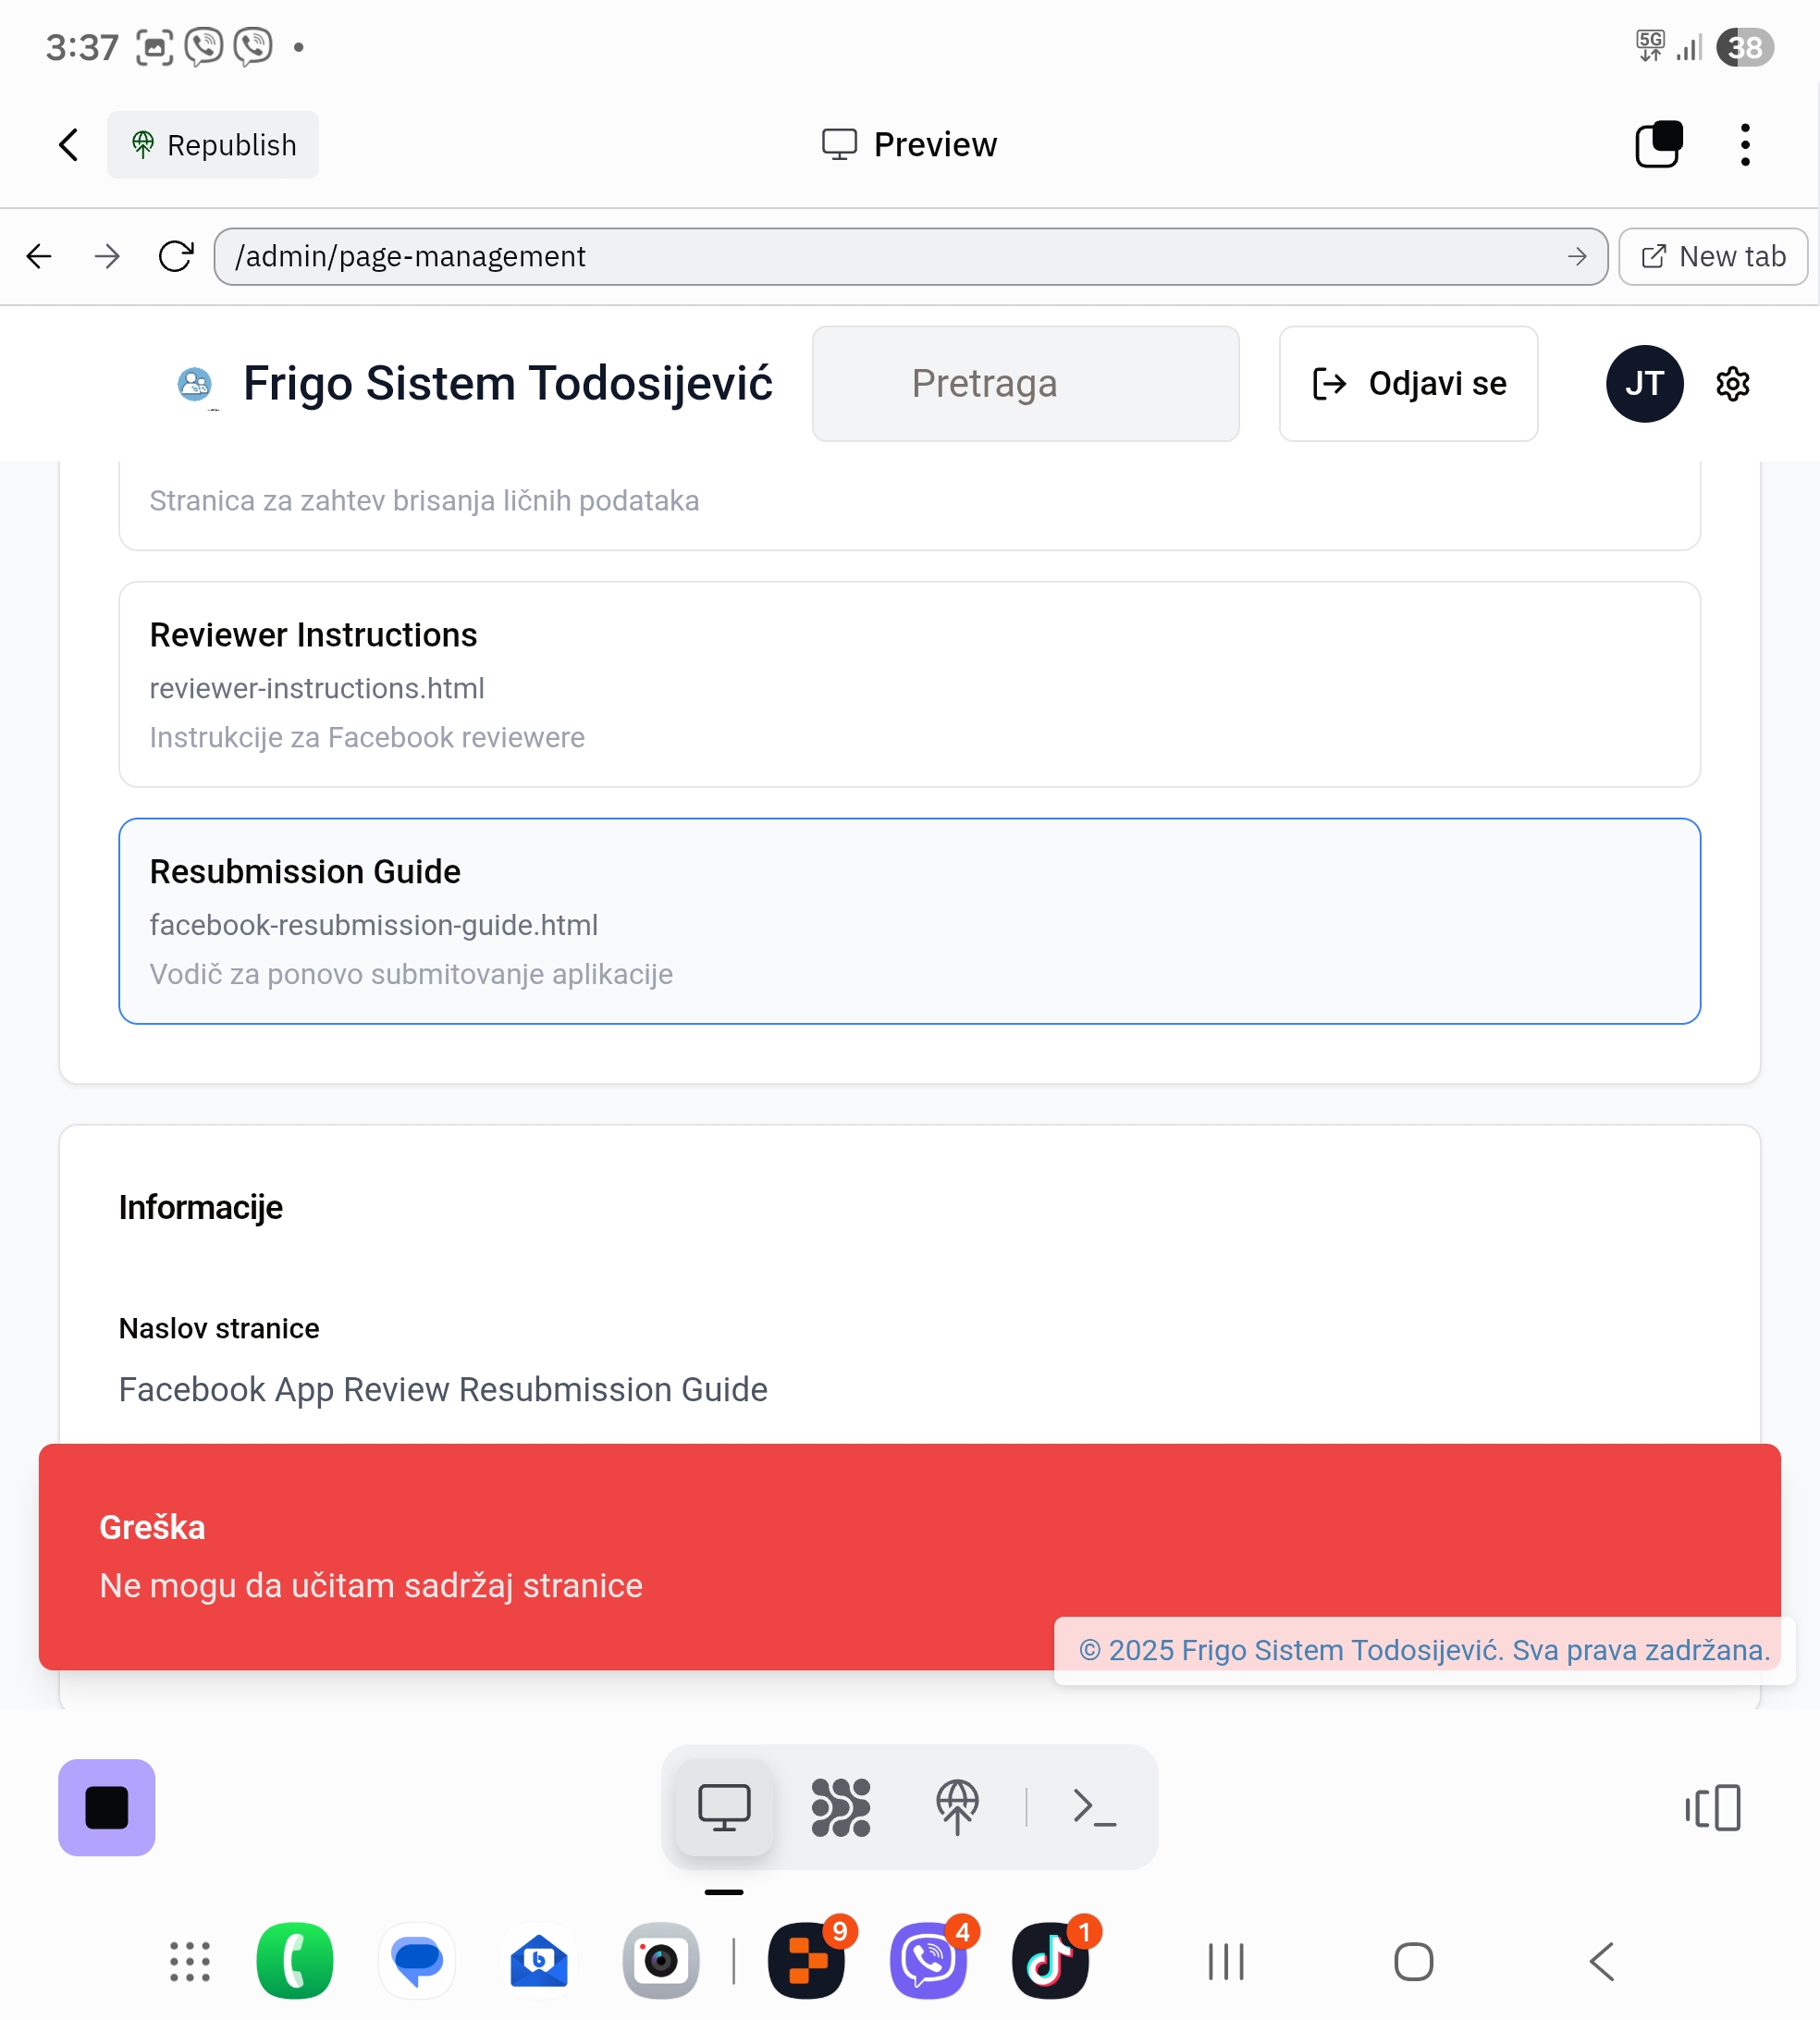 3:37
5G
38
Republish
Preview
/admin/page-management
New tab
Frigo Sistem Todosijević
Pretraga
Odjavi se
JT
Stranica za zahtev brisanja ličnih podataka
Reviewer Instructions
reviewer-instructions.html
Instrukcije za Facebook reviewere
Resubmission Guide
facebook-resubmission-guide.html
Vodič za ponovo submitovanje aplikacije
Informacije
Naslov stranice
Facebook App Review Resubmission Guide
Greška
Ne mogu da učitam sadržaj stranice
© 2025 Frigo Sistem Todosijević. Sva prava zadržana.
9
4
1